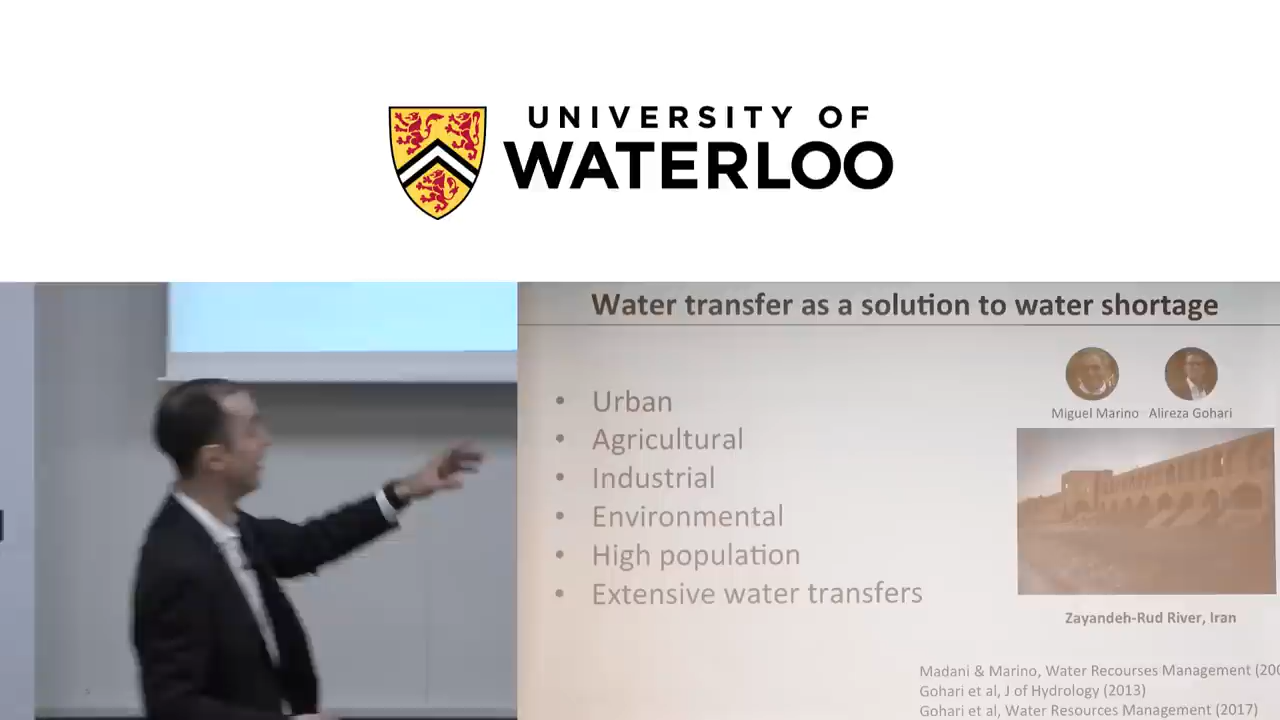 UNIVERSITY OF
WATERLOO
Water transfer as a solution to water shortage
Miguel Marino Alireza Gohari
• Urban
• Agricultural
• Industrial
• Environmental
• High population
• Extensive water transfers
Zayandeh-Rud River, Iran
Madani & Marino, Water Recourses Management (200
Gohari et al, J of Hydrology (2013)
Gohari et al, Water Resources Management (2017)